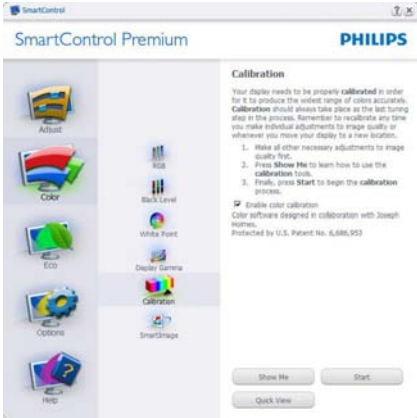 SmartControl
SmartControl Premium
PHILIPS
Adjust
Color
Eco
Options
Help
RGB
Black Level
White Point
Display Gamma
Calibration
SmartImage
Calibration
Your display needs to be properly calibrated in order
for it to produce the widest range of colors accurately.
Calibration should always take place as the last tuning
step in the process. Remember to recalibrate any time
you make individual adjustments to image quality or
whenever you move your display to a new location.
1. Make all other necessary adjustments to image
quality first.
2. Press Show Me to learn how to use the
calibration tools.
3. Finally, press Start to begin the calibration
process.
Enable color calibration
Color software designed in collaboration with Joseph
Holmes.
Protected by U.S. Patent No. 6,686,953
Show Me
Start
Quick View